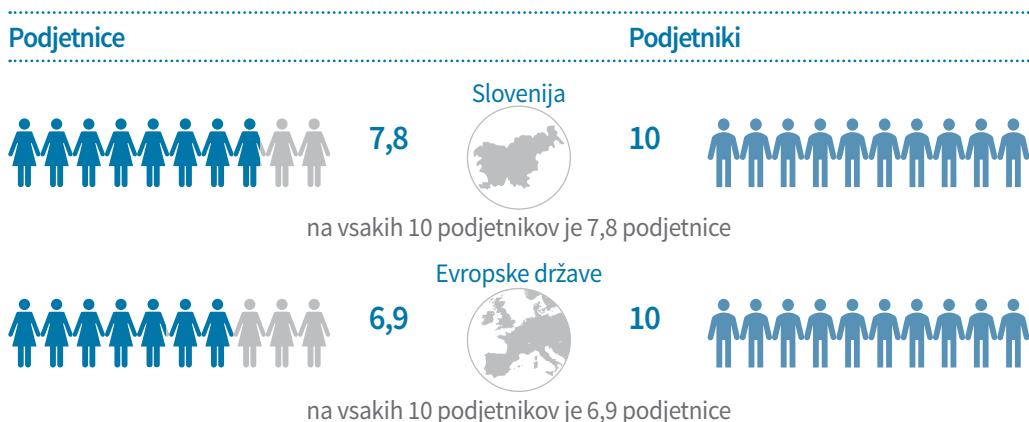 Podjetnice Podjetniki
Slovenija
7,8 10
na vsakih 10 podjetnikov je 7,8 podjetnice
Evropske države
6,9 10
na vsakih 10 podjetnikov je 6,9 podjetnice